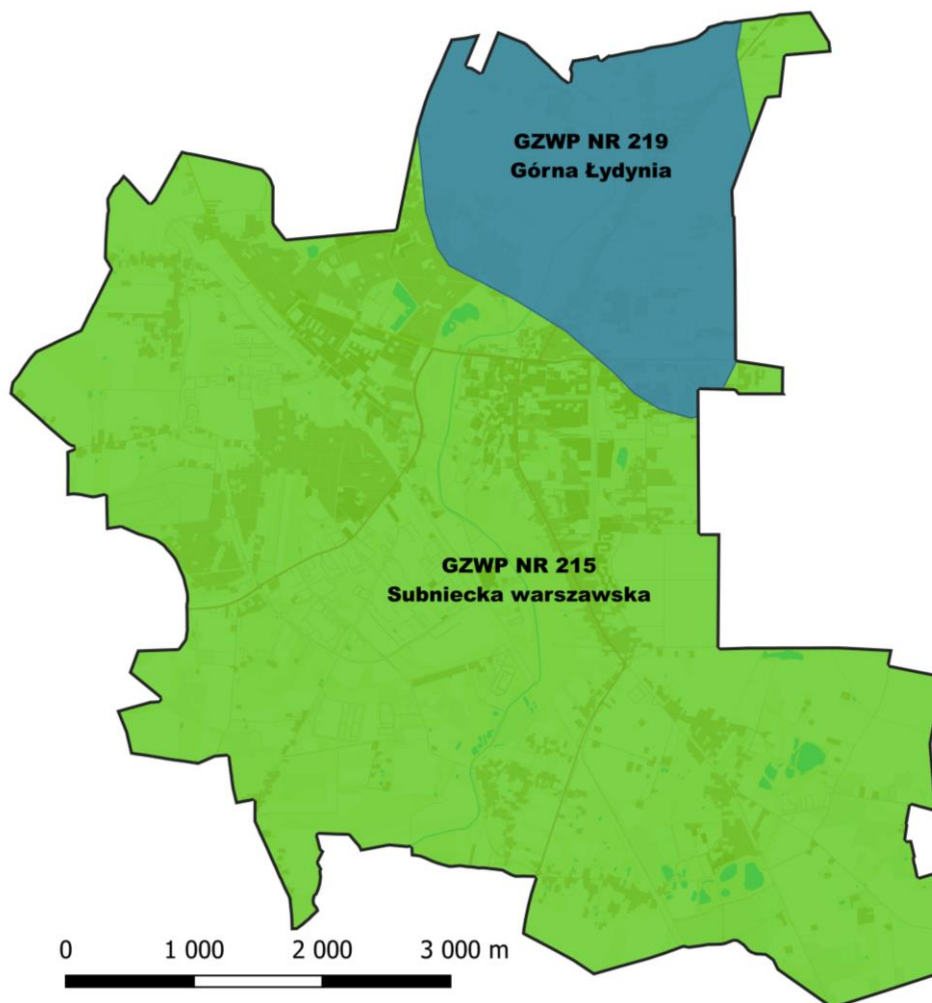 GZWP NR 219
Górna Łydynia
GZWP NR 215
Subniecka warszawska
0 1 000 2 000 3 000 m